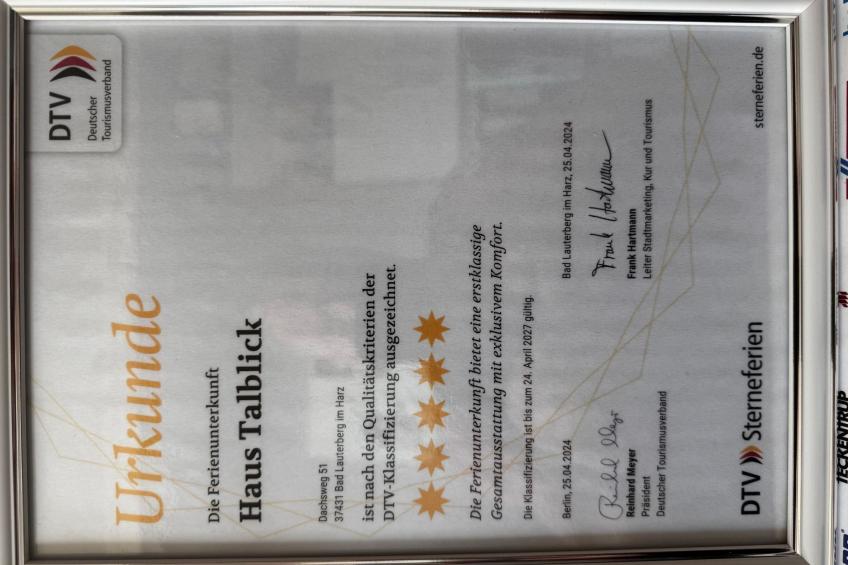 DTV
Deutscher
Tourismusverband
Urkunde
Die Ferienunterkunft
Haus Talblick
Dachsweg 51
37431 Bad Lauterberg im Harz
ist nach den Qualitätskriterien der
DTV-Klassifizierung ausgezeichnet.
Die Ferienunterkunft bietet eine erstklassige
Gesamtausstattung mit exklusivem Komfort.
Die Klassifizierung ist bis zum 24. April 2027 gültig.
Berlin, 25.04.2024
Reinhard Meyer
Präsident
Deutscher Tourismusverband
Bad Lauterberg im Harz, 25.04.2024
Frank Hartmann
Frank Hartmann
Leiter Stadtmarketing, Kur und Tourismus
DTV Sterneferien
sterneferien.de
TECKENTRUP